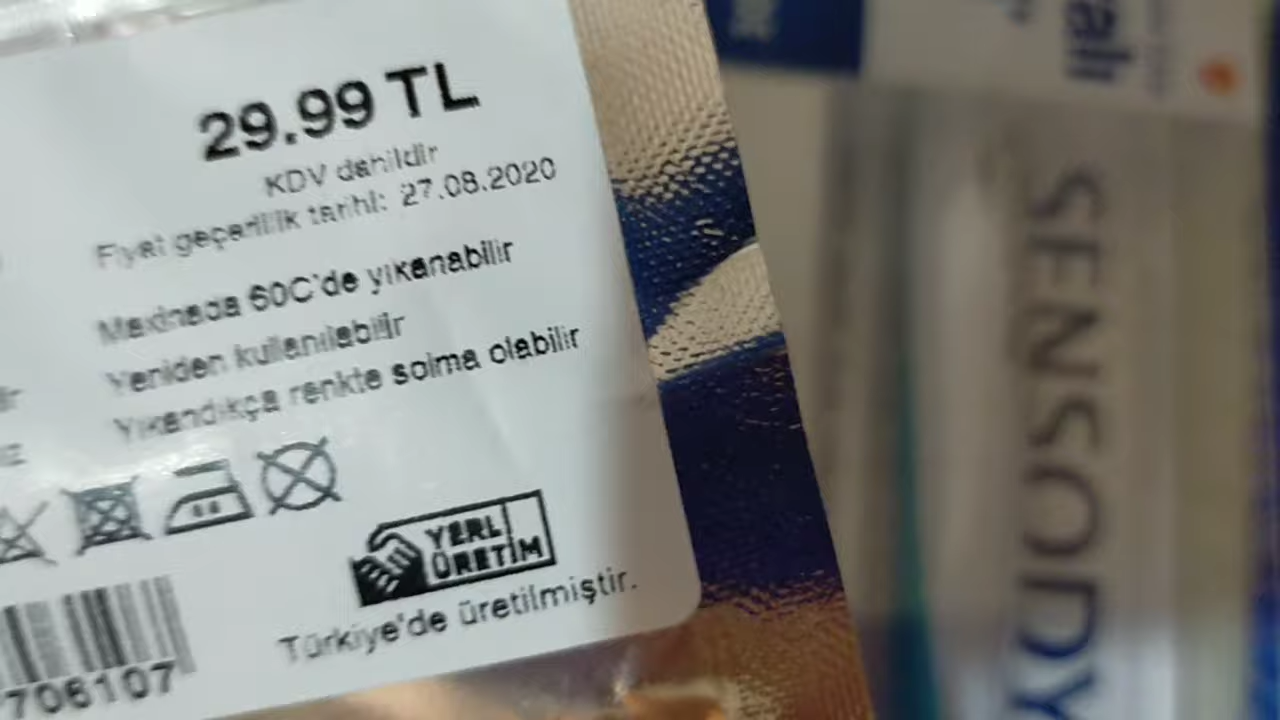 29.99 TL
KDV dahildir
Fiyat geçerlilik tarihi: 27.08.2020
Makinada 60C'de yıkanabilir
Yeniden kullanılabilir
Yıkandıkça renkte solma olabilir
YERLİ
ÜRETİM
Türkiye'de üretilmiştir.
706107
SENSODY